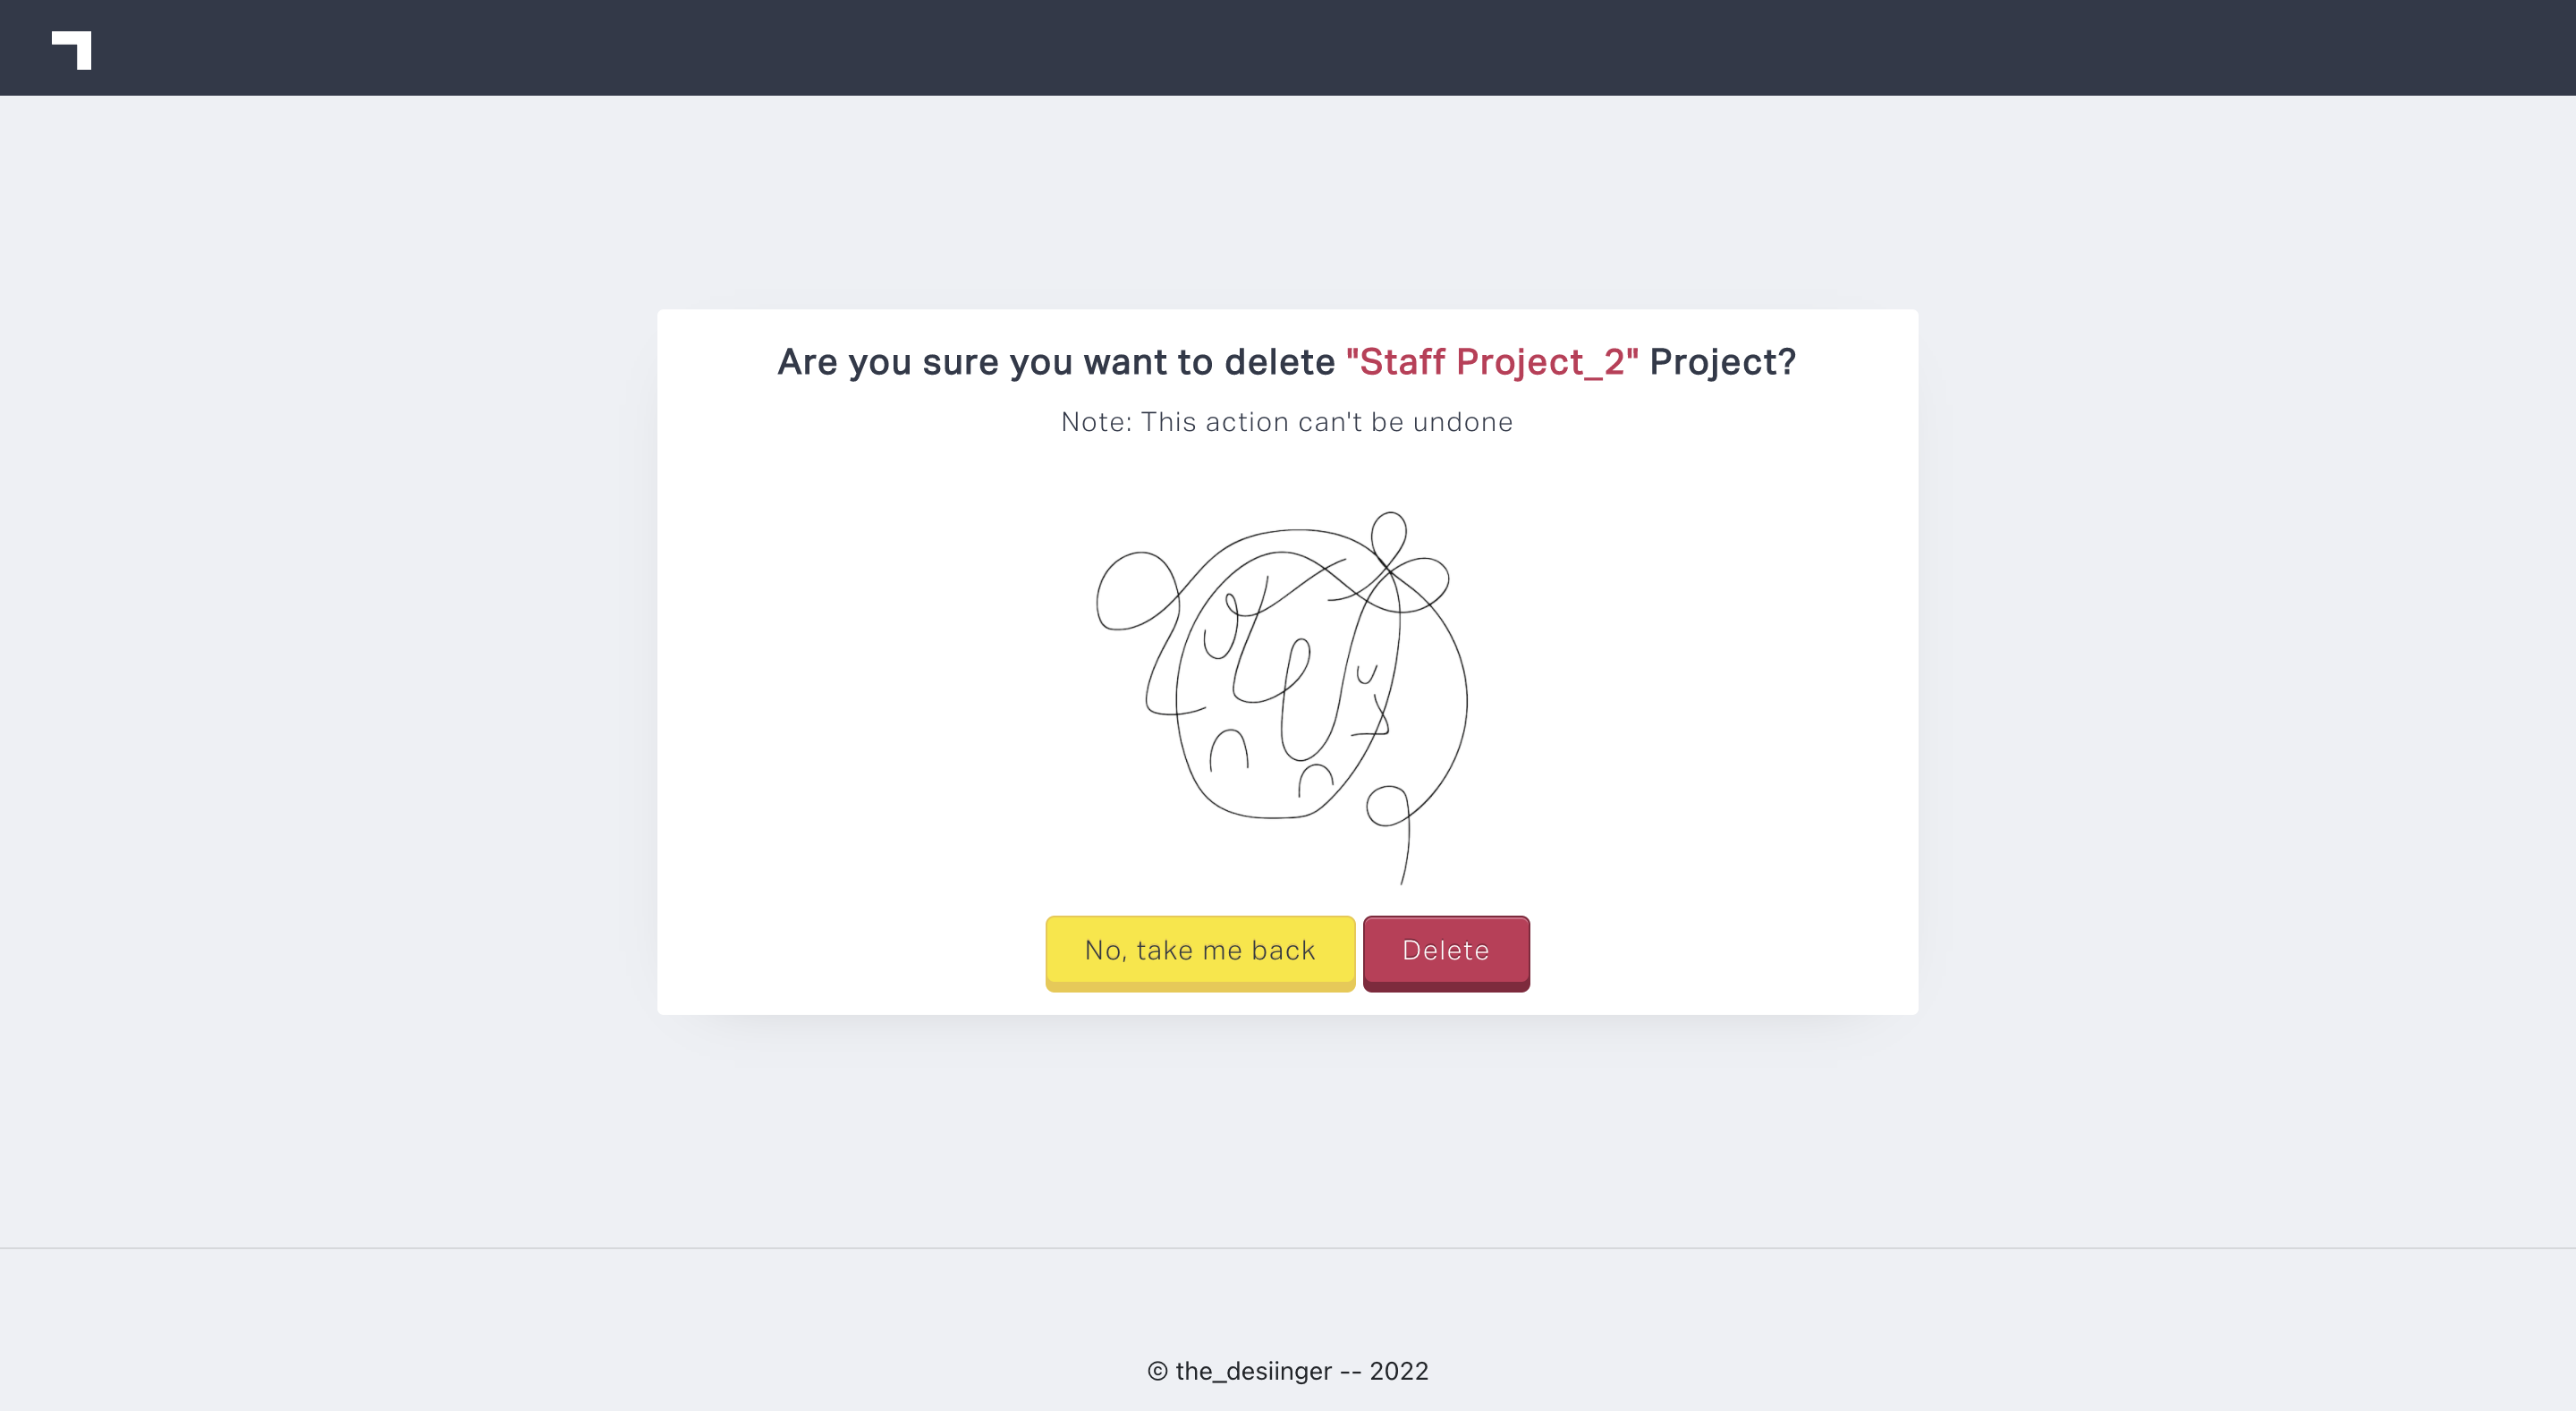 Are you sure you want to delete "Staff Project_2" Project?
Note: This action can't be undone
No, take me back
Delete
© the_desiinger -- 2022